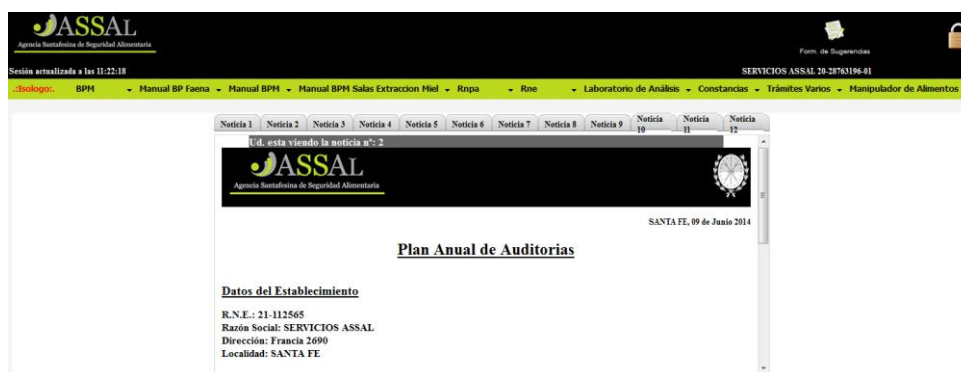 ASSAL
Agencia Santafesina de Seguridad Alimentaria
Form. de Sugerencias
Sesión actualizada a las 11:22:18
SERVICIOS ASSAL 20-28763196-01
.:Isologo:. BPM Manual BP Faena Manual BPM Manual BPM Salas Extraccion Miel Rnpa Rne Laboratorio de Análisis Constancias Trámites Varios Manipulador de Alimentos
Noticia 1 Noticia 2 Noticia 3 Noticia 4 Noticia 5 Noticia 6 Noticia 7 Noticia 8 Noticia 9 Noticia 10 Noticia 11 Noticia 12
Ud. esta viendo la noticia n°: 2
ASSAL
Agencia Santafesina de Seguridad Alimentaria
SANTA FE, 09 de Junio 2014
Plan Anual de Auditorias
Datos del Establecimiento
R.N.E.: 21-112565
Razón Social: SERVICIOS ASSAL
Dirección: Francia 2690
Localidad: SANTA FE